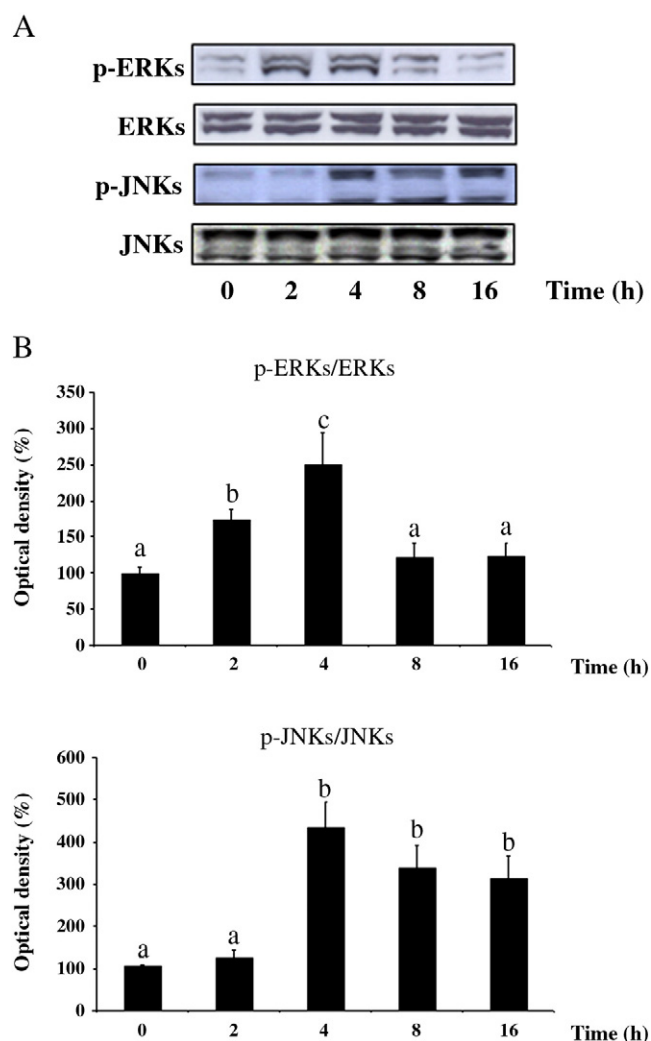 A
p-ERKs
ERKs
p-JNKs
JNKs
0 2 4 8 16 Time (h)
B
p-ERKs/ERKs
Optical density (%)
350
300
250
200
150
100
50
0
a b c a a
0 2 4 8 16 Time (h)
p-JNKs/JNKs
Optical density (%)
600
500
400
300
200
100
0
a a b b b
0 2 4 8 16 Time (h)